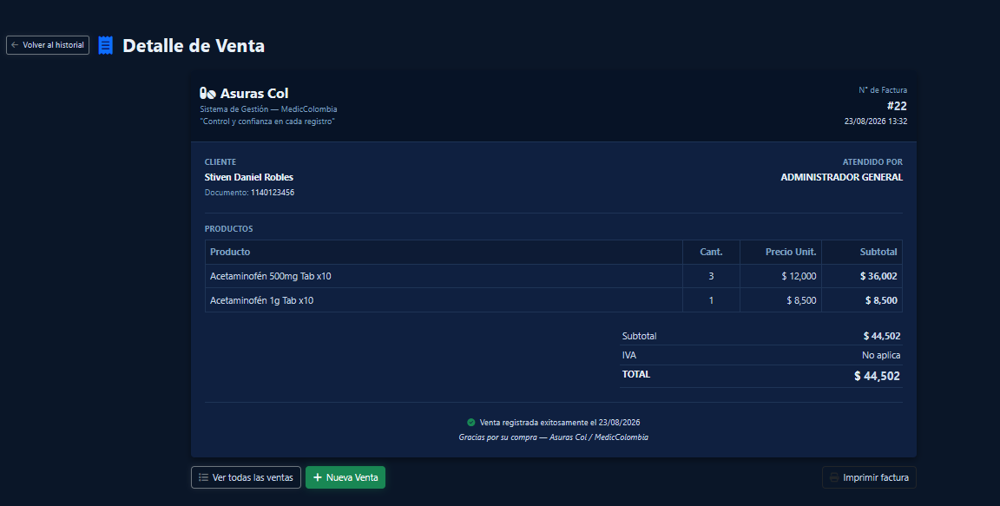 Volver al historial
Detalle de Venta
Asuras Col
Sistema de Gestión — MedicColombia
"Control y confianza en cada registro"
N° de Factura
#22
23/08/2026 13:32
CLIENTE
Stiven Daniel Robles
Documento: 1140123456
ATENDIDO POR
ADMINISTRADOR GENERAL
PRODUCTOS
Producto Cant. Precio Unit. Subtotal
Acetaminofén 500mg Tab x10 3 $ 12,000 $ 36,002
Acetaminofén 1g Tab x10 1 $ 8,500 $ 8,500
Subtotal $ 44,502
IVA No aplica
TOTAL $ 44,502
Venta registrada exitosamente el 23/08/2026
Gracias por su compra — Asuras Col / MedicColombia
Ver todas las ventas
Nueva Venta
Imprimir factura